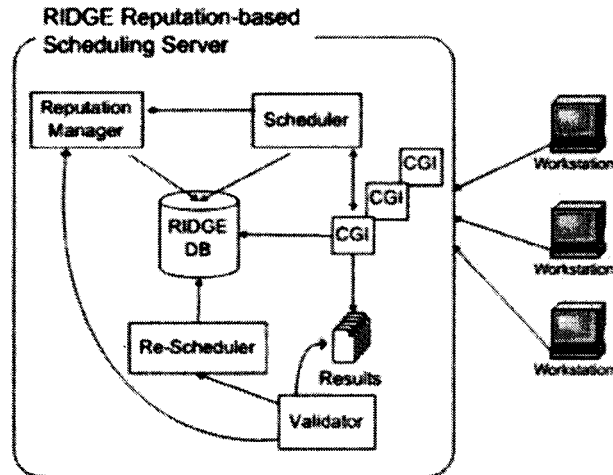 RIDGE Reputation-based
Scheduling Server
Reputation
Manager
Scheduler
CGI
CGI
CGI
RIDGE
DB
Re-Scheduler
Results
Validator
Workstation
Workstation
Workstation